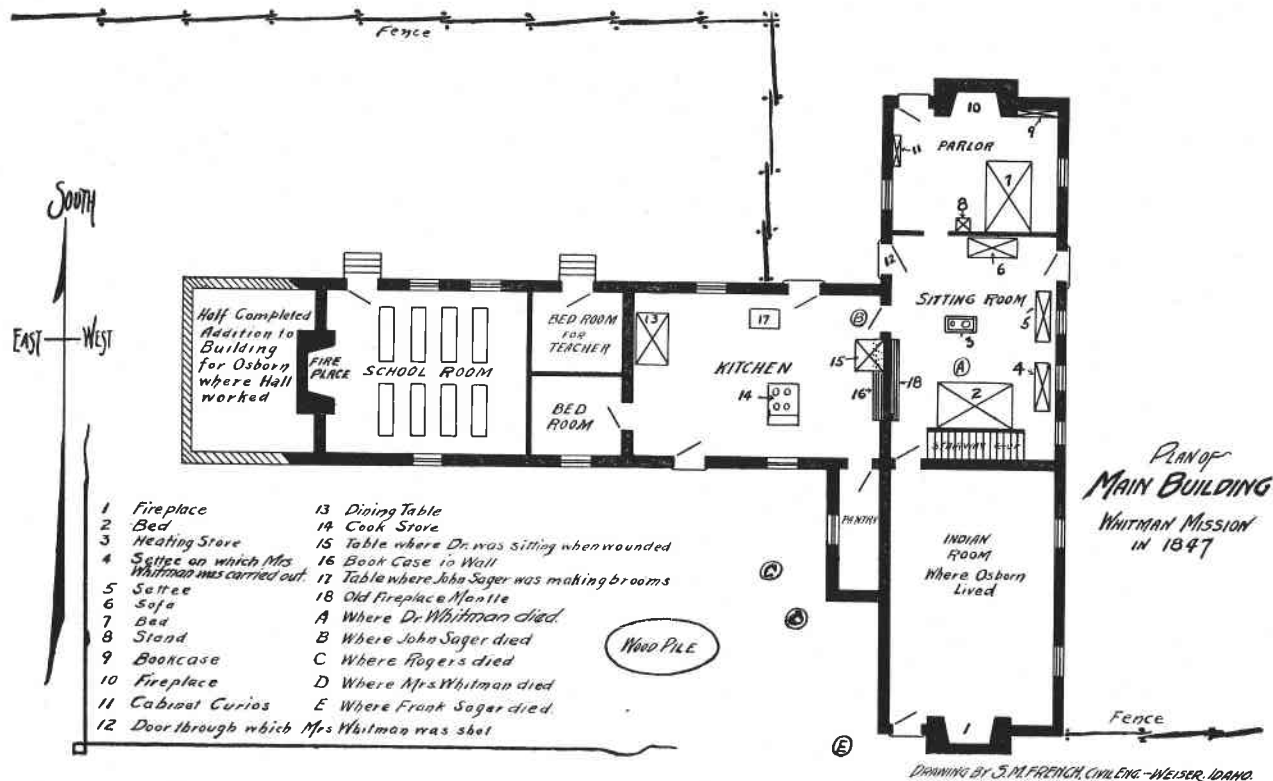 Fence
10
9
PARLOR
11
7
8
SOUTH
12
6
EAST
WEST
Half Completed
Addition to
Building
for Osborn
where Hall
worked
FIRE
PLACE
SCHOOL ROOM
BED ROOM
FOR
TEACHER
BED
ROOM
13
17
B
KITCHEN
15
14
16
18
SITTING ROOM
5
3
A
4
2
STAIRWAY
PANTRY
INDIAN
ROOM
Where Osborn
Lived
PLAN OF
MAIN BUILDING
WHITMAN MISSION
IN 1847
1 Fireplace
2 Bed
3 Heating Stove
4 Settee on which Mrs
Whitman was carried out.
5 Settee
6 Sofa
7 Bed
8 Stand
9 Bookcase
10 Fireplace
11 Cabinet Curios
12 Door through which Mrs Whitman was shot
13 Dining Table
14 Cook Stove
15 Table where Dr. was sitting when wounded
16 Book Case in Wall
17 Table where John Sager was making brooms
18 Old Fireplace Mantle
A Where Dr Whitman died.
B Where John Sager died
C Where Rogers died
D Where Mrs Whitman died
E Where Frank Sager died.
C
WOOD PILE
E
1
Fence
DRAWING BY S.M. FRENCH, CIVIL ENG. - WEISER, IDAHO.